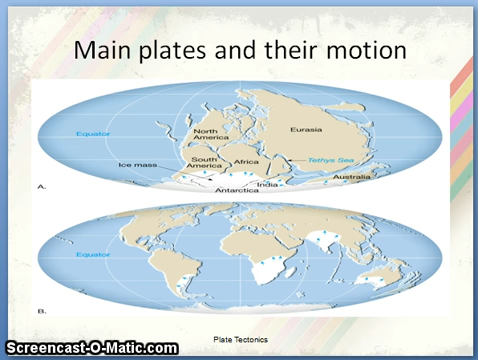 Main plates and their motion
Equator
North
America
Eurasia
South
America
Africa
Tethys Sea
Ice mass
India
Australia
Antarctica
A.
Equator
B.
Plate Tectonics
Screencast-O-Matic.com